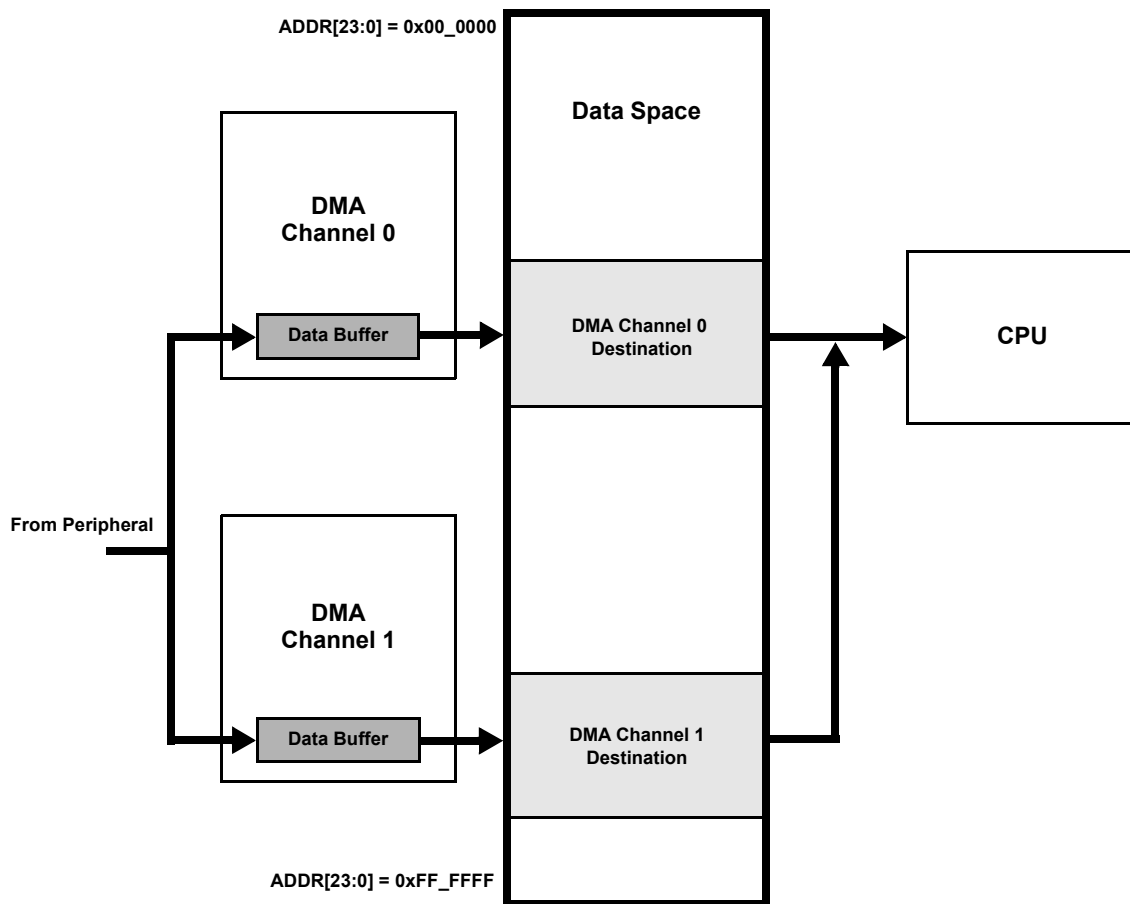 ADDR[23:0] = 0x00_0000
Data Space
DMA
Channel 0
Data Buffer
DMA Channel 0
Destination
CPU
From Peripheral
DMA
Channel 1
Data Buffer
DMA Channel 1
Destination
ADDR[23:0] = 0xFF_FFFF